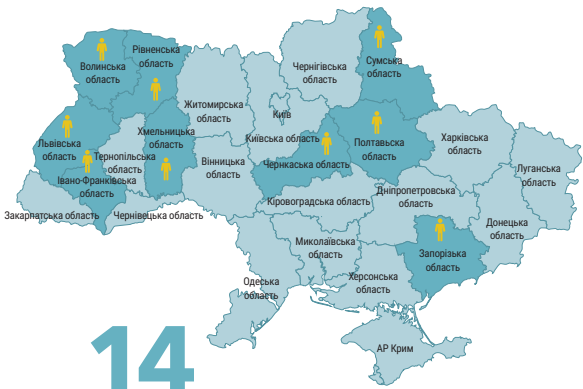 Волинська
область
Рівненська
область
Житомирська
область
Київ
Київська область
Чернігівська
область
Сумська
область
Львівська
область
Тернопільська
область
Хмельницька
область
Вінницька
область
Черкаська область
Полтавська
область
Харківська
область
Луганська
область
Івано-Франківська
область
Закарпатська область
Чернівецька область
Кіровоградська область
Дніпропетровська
область
Донецька
область
Миколаївська
область
Запорізька
область
Одеська
область
Херсонська
область
АР Крим
14